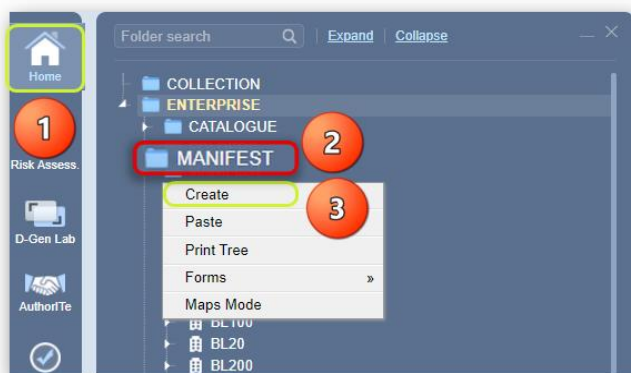 Folder search
Expand
Collapse
Home
COLLECTION
ENTERPRISE
CATALOGUE
1
2
MANIFEST
Risk Assess.
3
Create
Paste
D-Gen Lab
Print Tree
Forms »
AuthorITe
Maps Mode
BL100
BL20
BL200